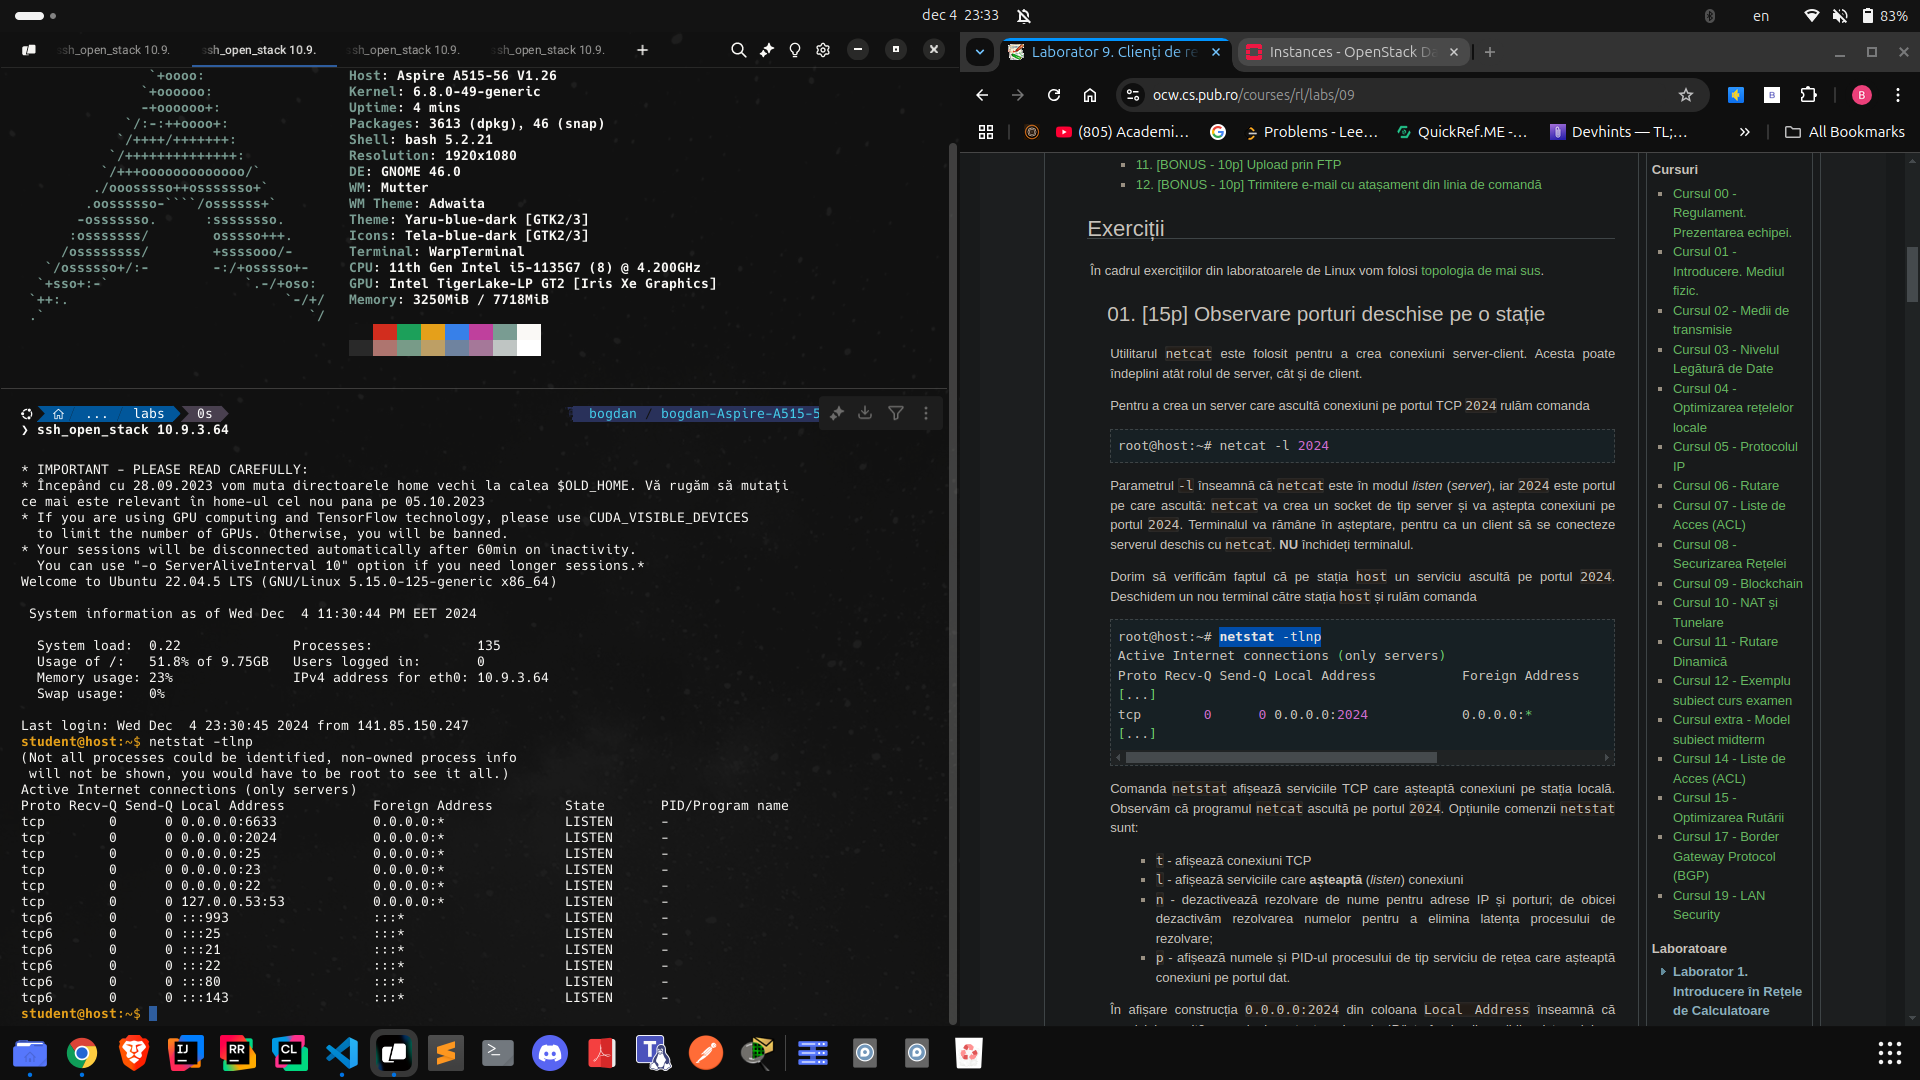 dec 4 23:33
en
83%
ssh_open_stack 10.9.
ssh_open_stack 10.9.
ssh_open_stack 10.9.
ssh_open_stack 10.9.
`+oooo: Host: Aspire A515-56 V1.26
`+oooooo: Kernel: 6.8.0-49-generic
-+oooooo+: Uptime: 4 mins
`/:-:++oooo+: Packages: 3613 (dpkg), 46 (snap)
`/++++/+++++++: Shell: bash 5.2.21
`/++++++++++++++: Resolution: 1920x1080
`/+++ooooooooooooo/` DE: GNOME 46.0
./ooosssso++osssssso+` WM: Mutter
.oossssso-````/ossssss+` WM Theme: Adwaita
-osssssso. :ssssssso. Theme: Yaru-blue-dark [GTK2/3]
:osssssss/ osssso+++. Icons: Tela-blue-dark [GTK2/3]
/ossssssss/ +ssssooo/- Terminal: WarpTerminal
`/ossssso+/:- -:/+osssso+- CPU: 11th Gen Intel i5-1135G7 (8) @ 4.200GHz
`+sso+:-` `.-/+oso: GPU: Intel TigerLake-LP GT2 [Iris Xe Graphics]
`++:. `-/+/ Memory: 3250MiB / 7718MiB
.` `/
... labs 0s bogdan / bogdan-Aspire-A515-5
❯ ssh_open_stack 10.9.3.64
* IMPORTANT - PLEASE READ CAREFULLY:
* Începând cu 28.09.2023 vom muta directoarele home vechi la calea $OLD_HOME. Vă rugăm să mutaţi
ce mai este relevant în home-ul cel nou pana pe 05.10.2023
* If you are using GPU computing and TensorFlow technology, please use CUDA_VISIBLE_DEVICES
to limit the number of GPUs. Otherwise, you will be banned.
* Your sessions will be disconnected automatically after 60min on inactivity.
You can use "-o ServerAliveInterval 10" option if you need longer sessions.*
Welcome to Ubuntu 22.04.5 LTS (GNU/Linux 5.15.0-125-generic x86_64)
System information as of Wed Dec  4 11:30:44 PM EET 2024
System load:  0.22 Processes: 135
Usage of /:   51.8% of 9.75GB Users logged in: 0
Memory usage: 23% IPv4 address for eth0: 10.9.3.64
Swap usage:   0%
Last login: Wed Dec  4 23:30:45 2024 from 141.85.150.247
student@host:~$ netstat -tlnp
(Not all processes could be identified, non-owned process info
will not be shown, you would have to be root to see it all.)
Active Internet connections (only servers)
Proto Recv-Q Send-Q Local Address Foreign Address State PID/Program name
tcp 0 0 0.0.0.0:6633 0.0.0.0:* LISTEN -
tcp 0 0 0.0.0.0:2024 0.0.0.0:* LISTEN -
tcp 0 0 0.0.0.0:25 0.0.0.0:* LISTEN -
tcp 0 0 0.0.0.0:23 0.0.0.0:* LISTEN -
tcp 0 0 0.0.0.0:22 0.0.0.0:* LISTEN -
tcp 0 0 127.0.0.53:53 0.0.0.0:* LISTEN -
tcp6 0 0 :::993 :::* LISTEN -
tcp6 0 0 :::25 :::* LISTEN -
tcp6 0 0 :::21 :::* LISTEN -
tcp6 0 0 :::22 :::* LISTEN -
tcp6 0 0 :::80 :::* LISTEN -
tcp6 0 0 :::143 :::* LISTEN -
student@host:~$
Laborator 9. Clienți de re
Instances - OpenStack Da
ocw.cs.pub.ro/courses/rl/labs/09
B
(805) Academi...
Problems - Lee...
QuickRef.ME -...
Devhints — TL;...
All Bookmarks
11. [BONUS - 10p] Upload prin FTP
12. [BONUS - 10p] Trimitere e-mail cu atașament din linia de comandă
Exerciții
În cadrul exercițiilor din laboratoarele de Linux vom folosi topologia de mai sus.
01. [15p] Observare porturi deschise pe o stație
Utilitarul netcat este folosit pentru a crea conexiuni server-client. Acesta poate
îndeplini atât rolul de server, cât și de client.
Pentru a crea un server care ascultă conexiuni pe portul TCP 2024 rulăm comanda
root@host:~# netcat -l 2024
Parametrul -l înseamnă că netcat este în modul listen (server), iar 2024 este portul
pe care ascultă: netcat va crea un socket de tip server și va aștepta conexiuni pe
portul 2024. Terminalul va rămâne în așteptare, pentru ca un client să se conecteze
serverul deschis cu netcat. NU închideți terminalul.
Dorim să verificăm faptul că pe stația host un serviciu ascultă pe portul 2024.
Deschidem un nou terminal către stația host și rulăm comanda
root@host:~# netstat -tlnp
Active Internet connections (only servers)
Proto Recv-Q Send-Q Local Address Foreign Address
[...]
tcp 0 0 0.0.0.0:2024 0.0.0.0:*
[...]
Comanda netstat afișează serviciile TCP care așteaptă conexiuni pe stația locală.
Observăm că programul netcat ascultă pe portul 2024. Opțiunile comenzii netstat
sunt:
t - afișează conexiuni TCP
l - afișează serviciile care așteaptă (listen) conexiuni
n - dezactivează rezolvare de nume pentru adrese IP și porturi; de obicei
dezactivăm rezolvarea numelor pentru a elimina latența procesului de
rezolvare;
p - afișează numele și PID-ul procesului de tip serviciu de rețea care așteaptă
conexiuni pe portul dat.
În afișare construcția 0.0.0.0:2024 din coloana Local Address înseamnă că
Cursuri
Cursul 00 -
Regulament.
Prezentarea echipei.
Cursul 01 -
Introducere. Mediul
fizic.
Cursul 02 - Medii de
transmisie
Cursul 03 - Nivelul
Legătură de Date
Cursul 04 -
Optimizarea rețelelor
locale
Cursul 05 - Protocolul
IP
Cursul 06 - Rutare
Cursul 07 - Liste de
Acces (ACL)
Cursul 08 -
Securizarea Rețelei
Cursul 09 - Blockchain
Cursul 10 - NAT și
Tunelare
Cursul 11 - Rutare
Dinamică
Cursul 12 - Exemplu
subiect curs examen
Cursul extra - Model
subiect midterm
Cursul 14 - Liste de
Acces (ACL)
Cursul 15 -
Optimizarea Rutării
Cursul 17 - Border
Gateway Protocol
(BGP)
Cursul 19 - LAN
Security
Laboratoare
Laborator 1.
Introducere în Rețele
de Calculatoare